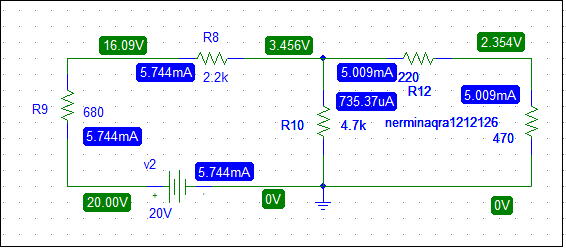 16.09V R8 3.456V 2.354V
5.744mA 2.2k 5.009mA 220
R12
R9 680 735.37uA 5.009mA
5.744mA R10 4.7k nerminaqra1212126 470
v2 5.744mA
20.00V + - 20V 0V 0V